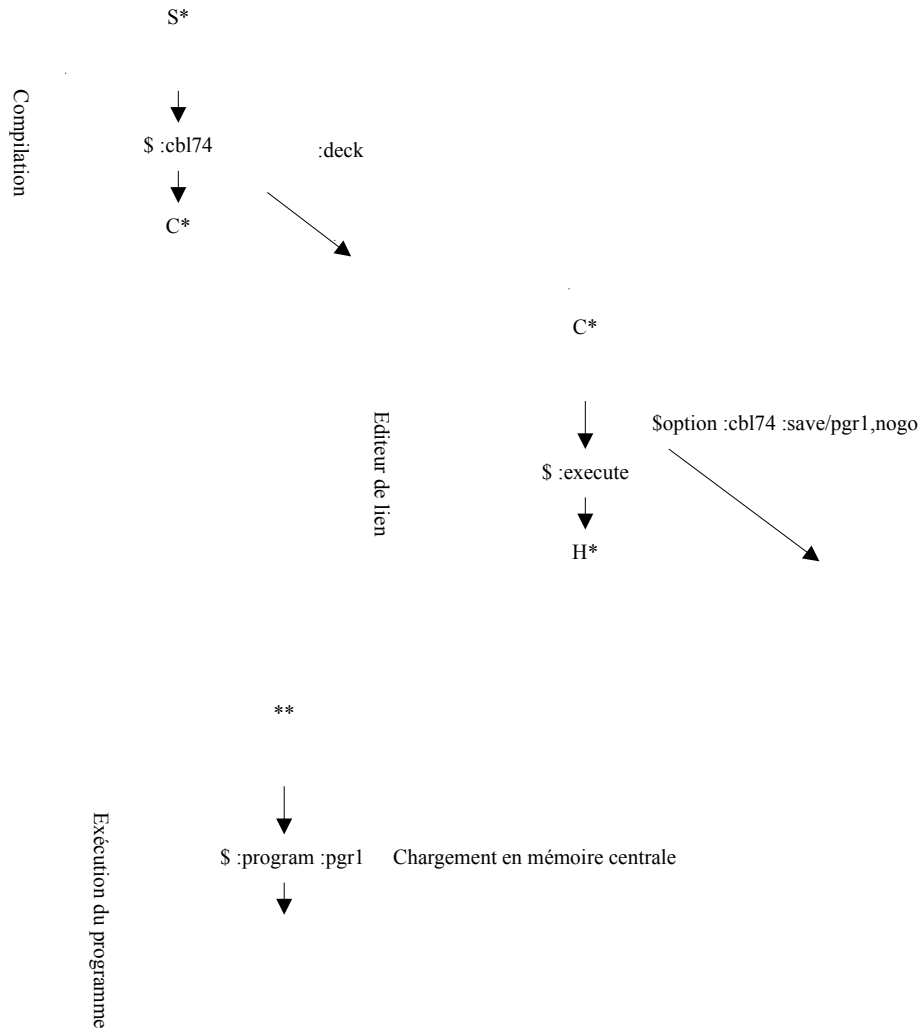 S*
Compilation
$ :cbl74
:deck
C*
C*
Editeur de lien
$option :cbl74 :save/pgr1,nogo
$ :execute
H*
**
Exécution du programme
$ :program :pgr1
Chargement en mémoire centrale